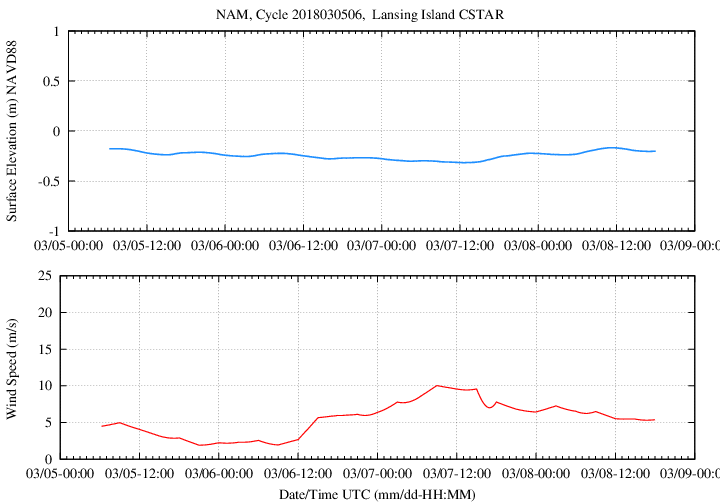 NAM, Cycle 2018030506, Lansing Island CSTAR
Surface Elevation (m) NAVD88
1
0.5
0
-0.5
-1
03/05-00:00 03/05-12:00 03/06-00:00 03/06-12:00 03/07-00:00 03/07-12:00 03/08-00:00 03/08-12:00 03/09-0
Wind Speed (m/s)
25
20
15
10
5
0
03/05-00:00 03/05-12:00 03/06-00:00 03/06-12:00 03/07-00:00 03/07-12:00 03/08-00:00 03/08-12:00 03/09-0
Date/Time UTC (mm/dd-HH:MM)